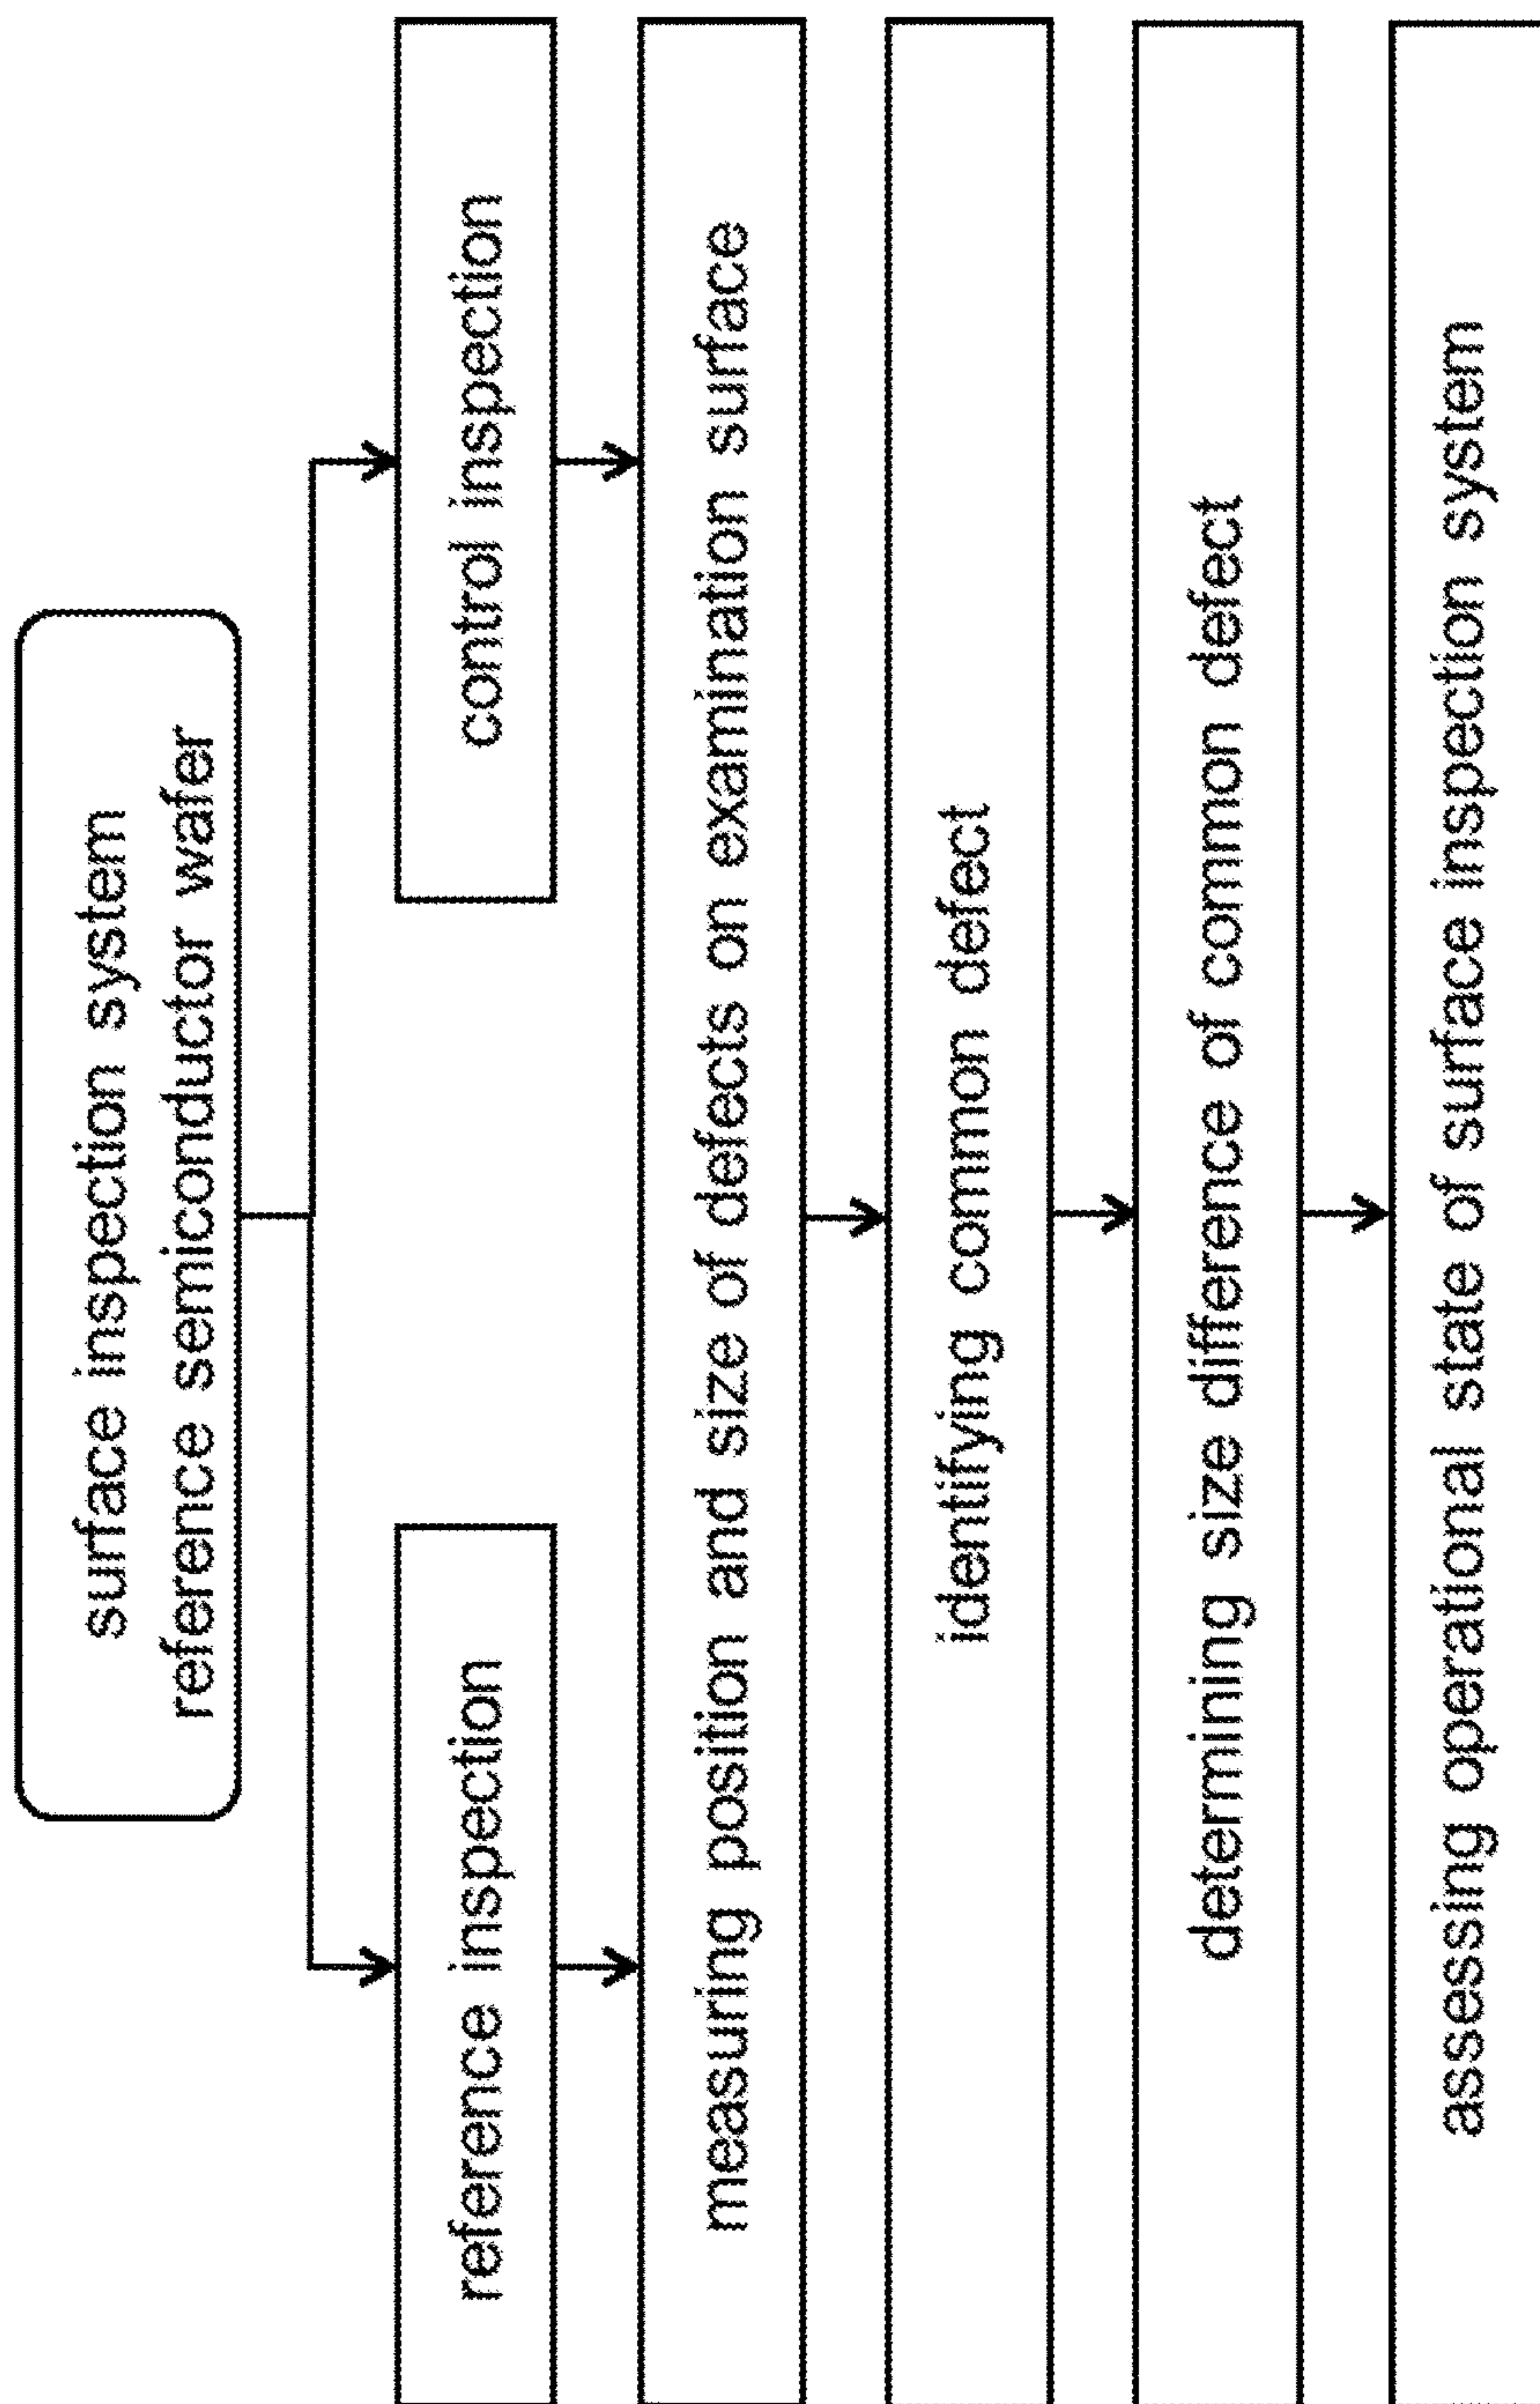 surface inspection system
reference semiconductor wafer
reference inspection
control inspection
measuring position and size of defects on examination surface
identifying common defect
determining size difference of common defect
assessing operational state of surface inspection system